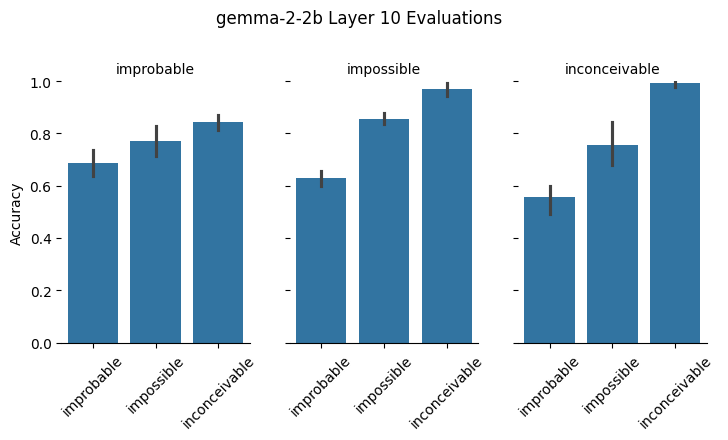 gemma-2-2b Layer 10 Evaluations
improbable
impossible
inconceivable
Accuracy
1.0
0.8
0.6
0.4
0.2
0.0
improbable
impossible
inconceivable
improbable
impossible
inconceivable
improbable
impossible
inconceivable